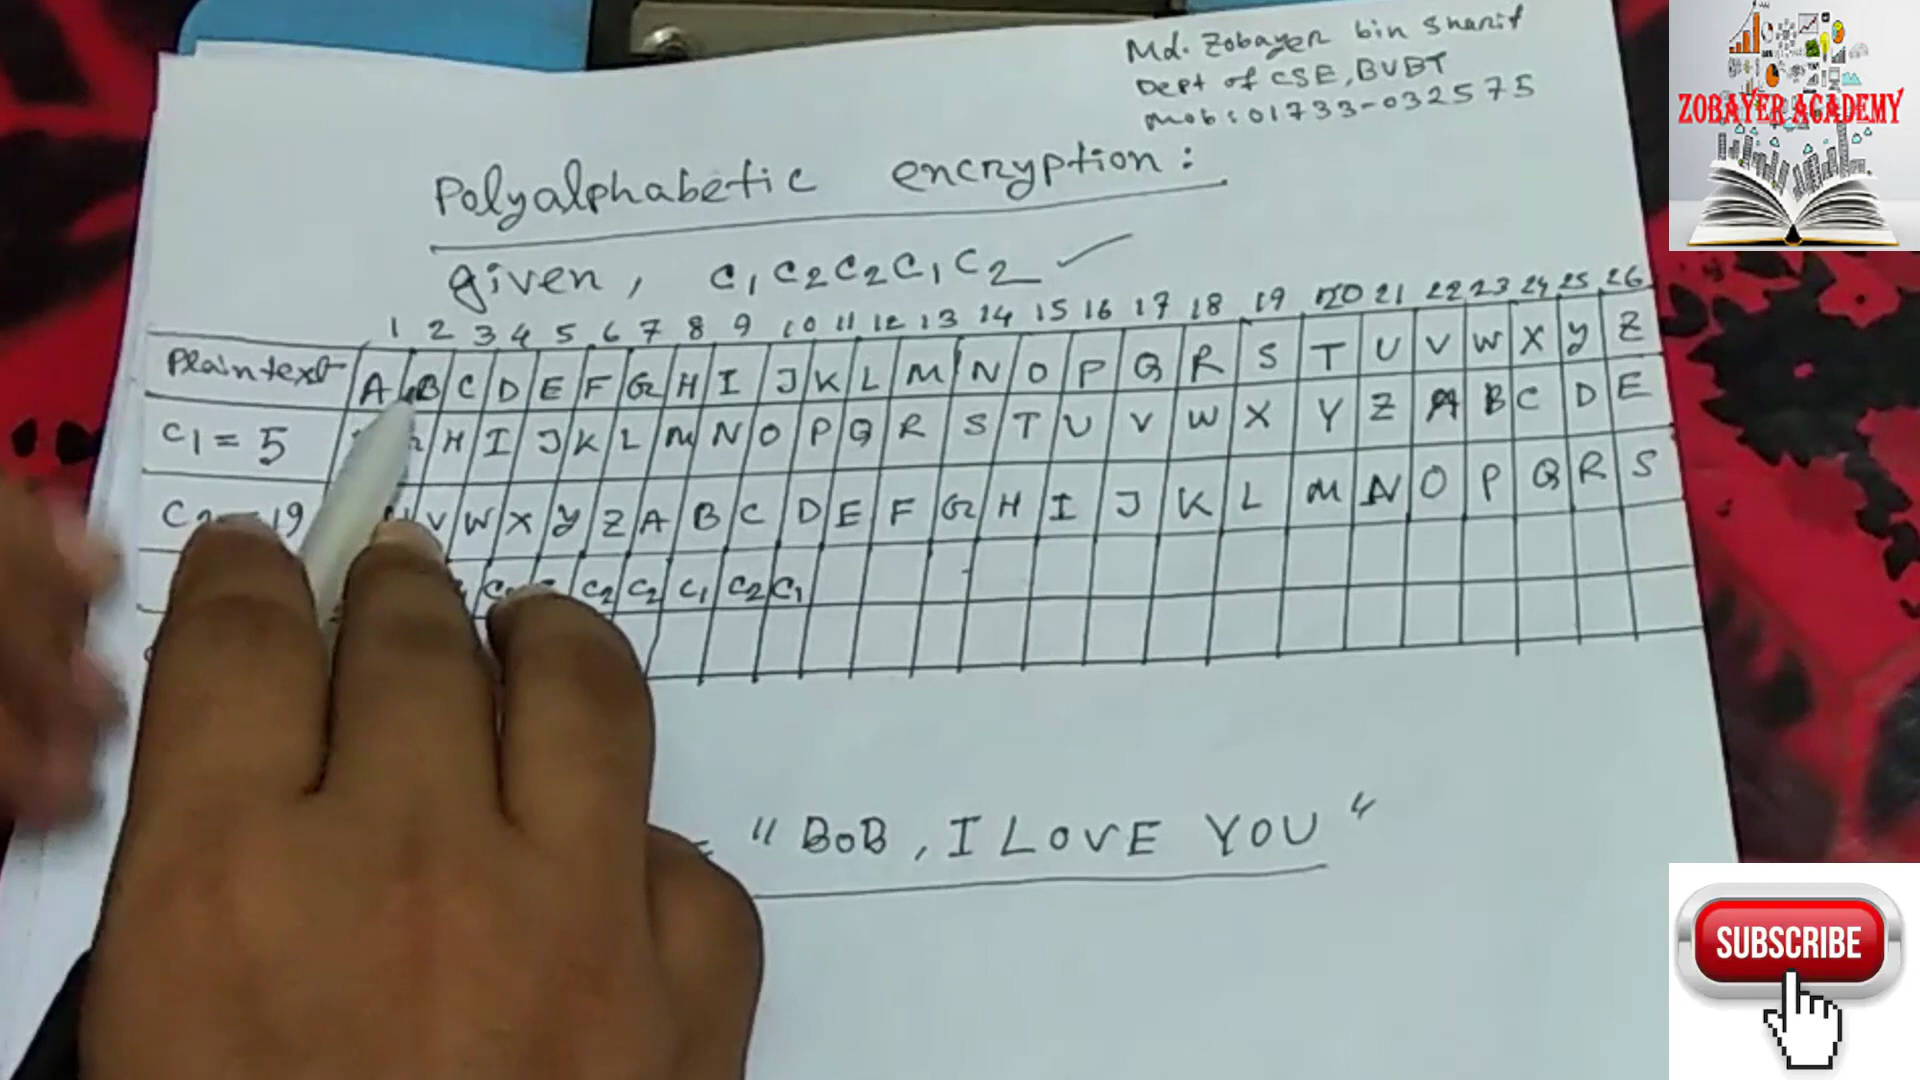 Md. Zobayer bin Sharif
Dept of CSE, BUBT
Mob: 01733-032575
ZOBAYER ACADEMY
Polyalphabetic encryption:
given, C1C2C2C1C2
1 2 3 4 5 6 7 8 9 10 11 12 13 14 15 16 17 18 19 20 21 22 23 24 25 26
Plaintext A B C D E F G H I J K L M N O P Q R S T U V W X Y Z
C1 = 5 H I J K L M N O P Q R S T U V W X Y Z A B C D E
C2 = 19 V W X Y Z A B C D E F G H I J K L M N O P Q R S
C2 C2 C1 C2 C1
= "BOB, I LOVE YOU"
SUBSCRIBE